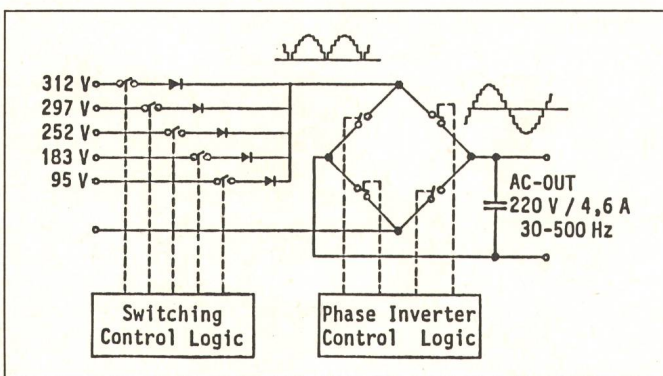 312 V
297 V
252 V
183 V
95 V
AC-OUT
220 V / 4,6 A
30-500 Hz
Switching
Control Logic
Phase Inverter
Control Logic